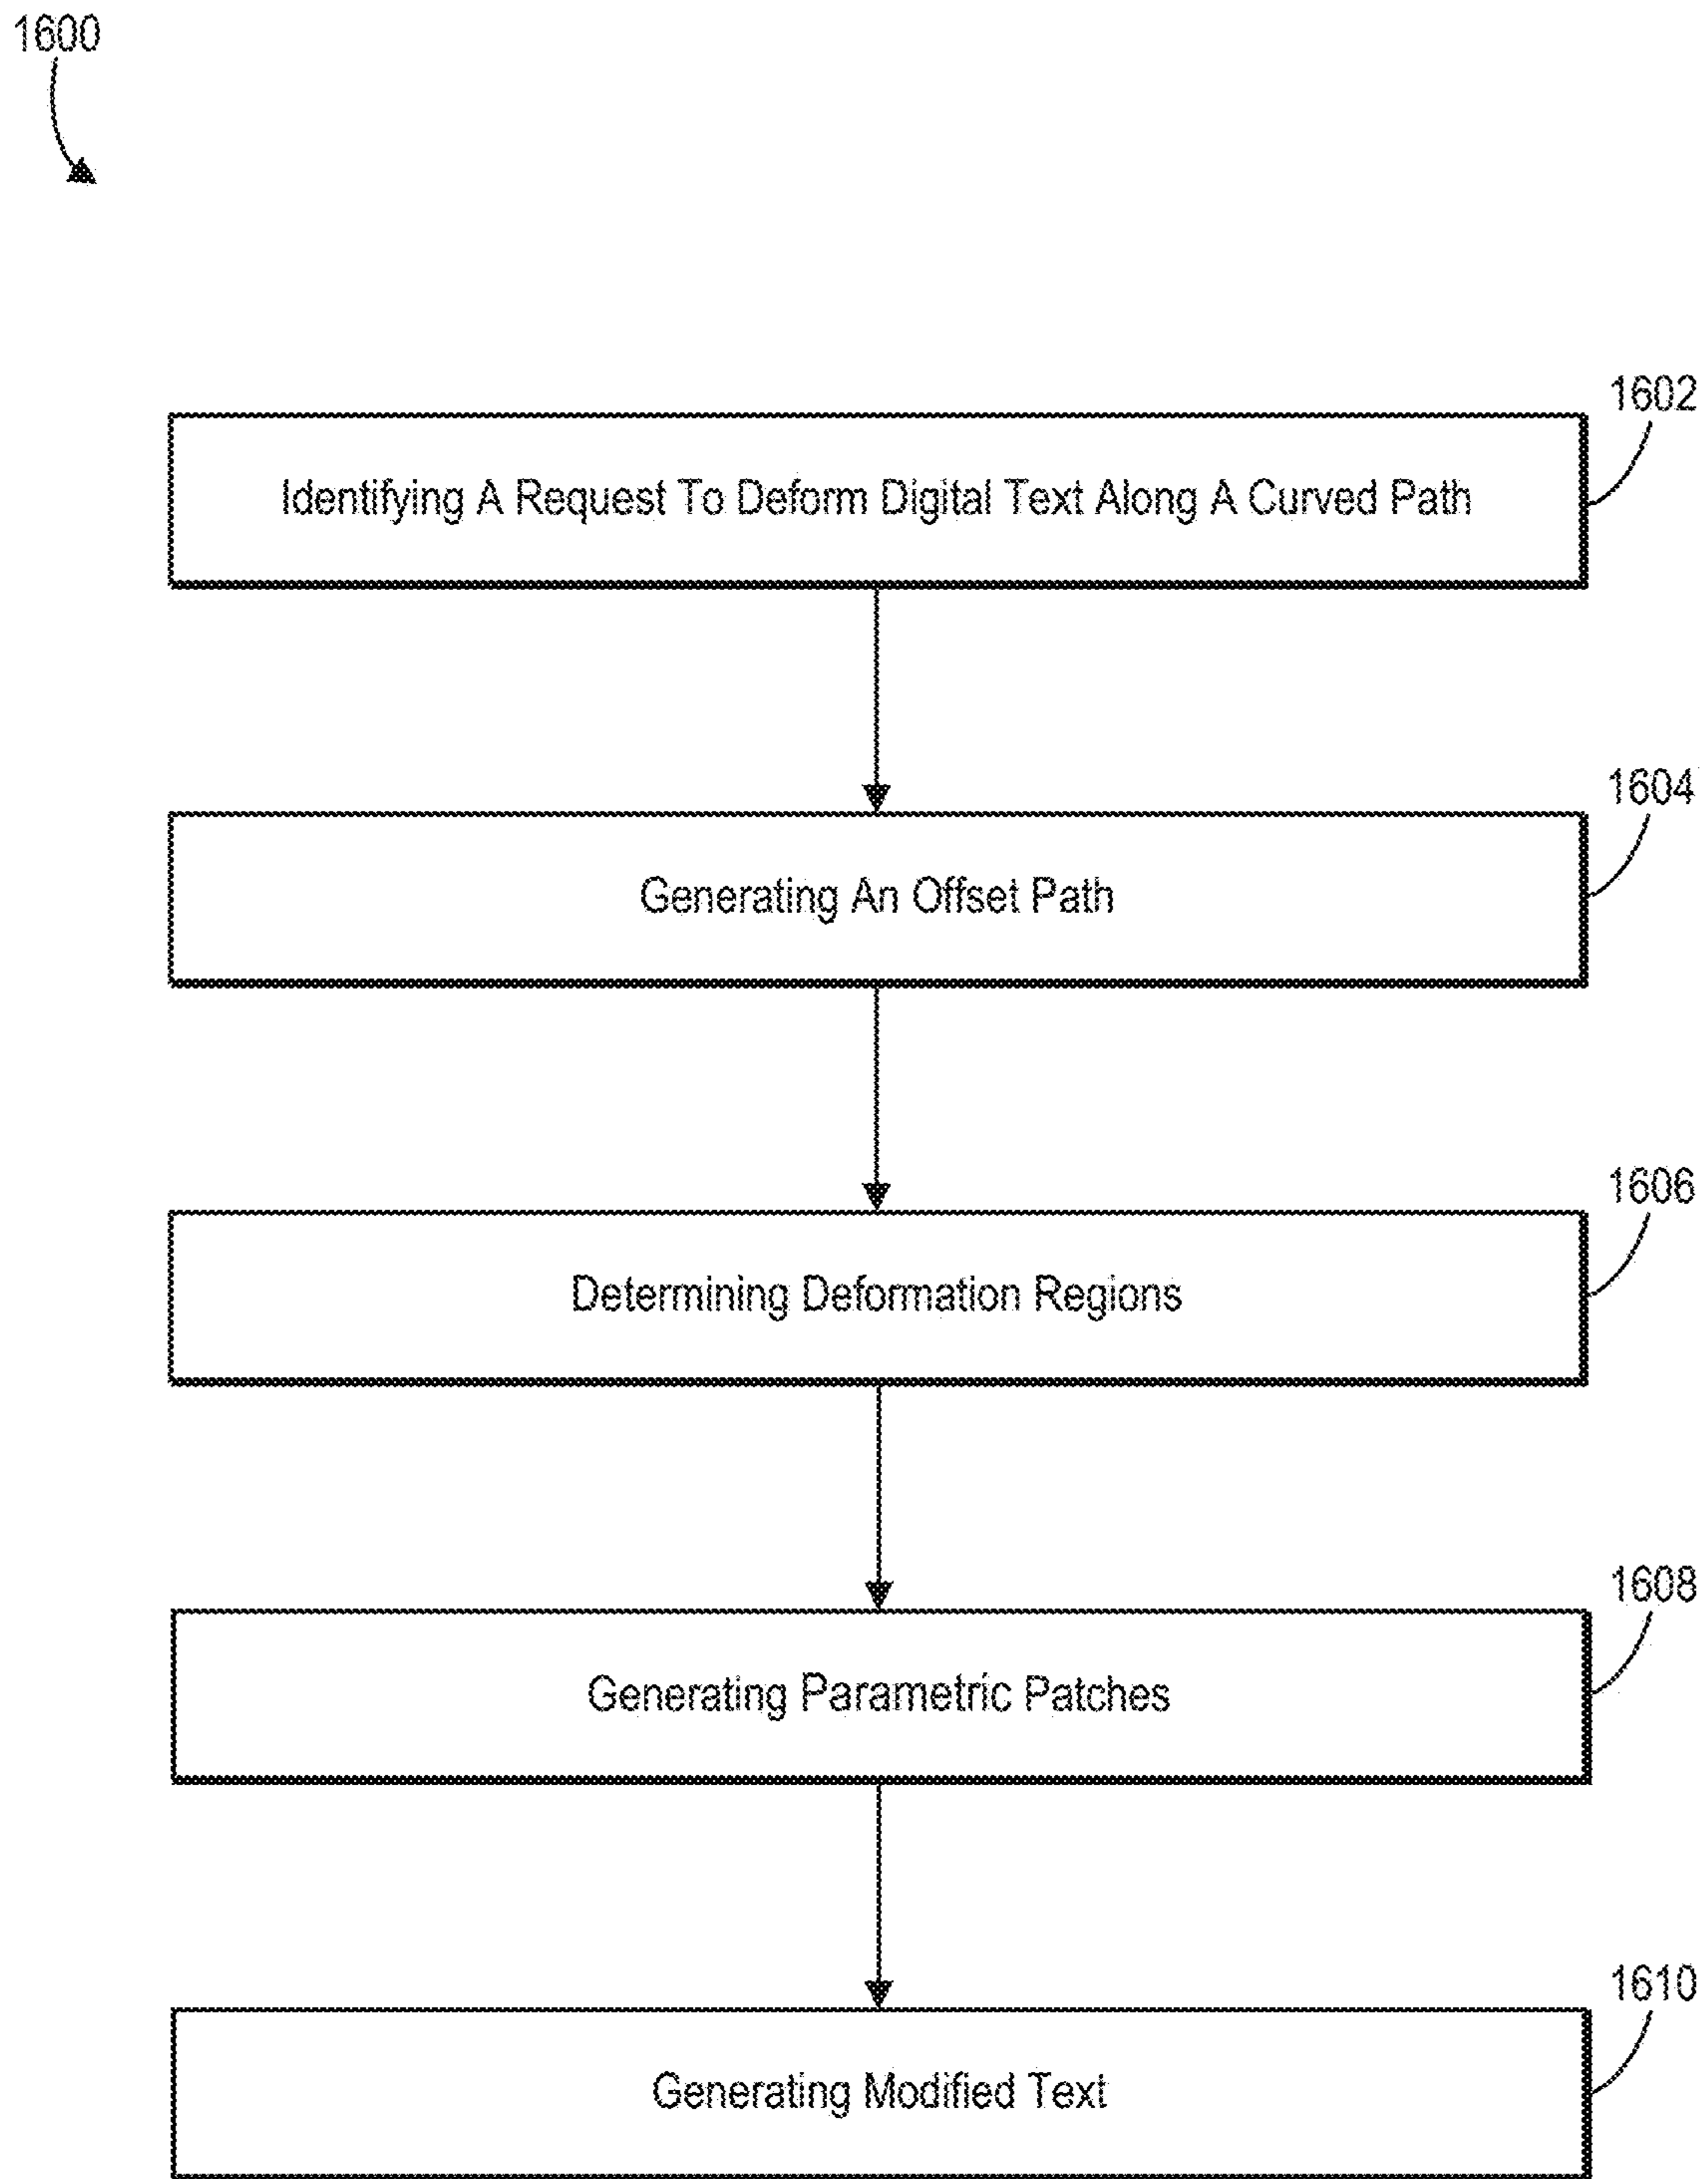 1600
1602
Identifying A Request To Deform Digital Text Along A Curved Path
1604
Generating An Offset Path
1606
Determining Deformation Regions
1608
Generating Parametric Patches
1610
Generating Modified Text